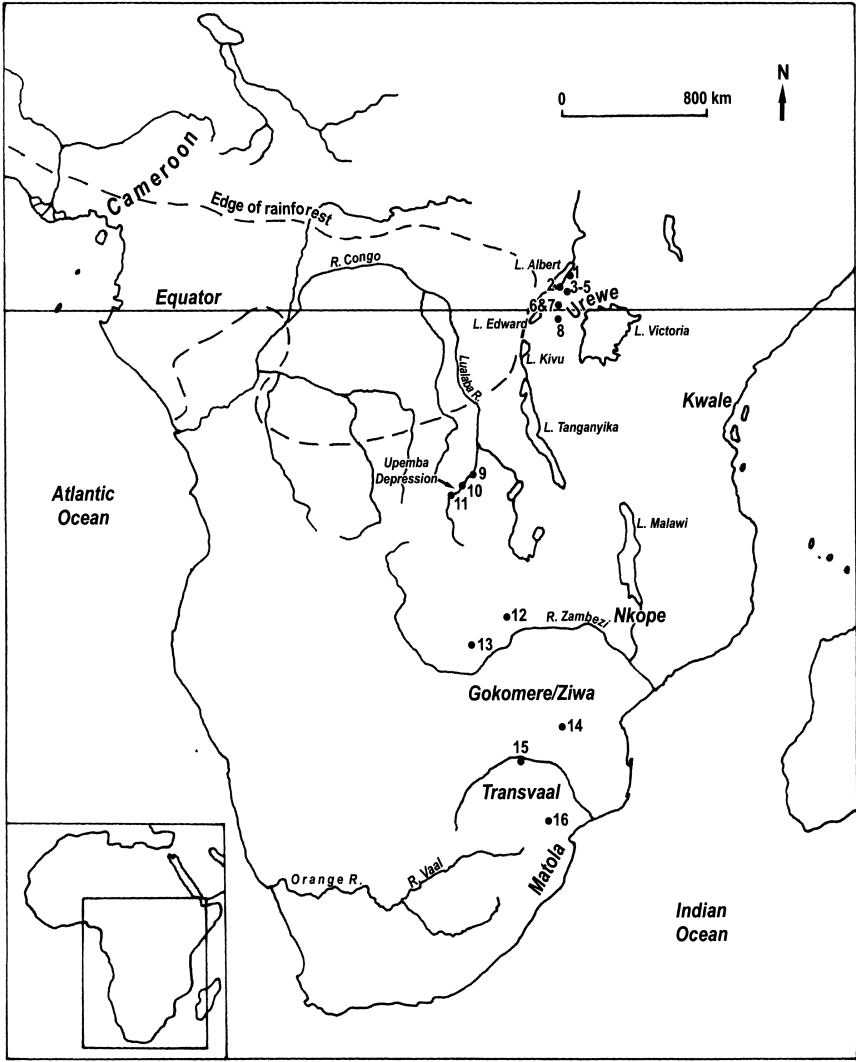 N
0 800 km
Cameroon
Edge of rainforest
R. Congo
L. Albert
1
2
3-5
Equator
6&7
Urewe
L. Edward
8
L. Victoria
L. Kivu
Lualaba R.
Kwale
L. Tanganyika
Upemba
Depression
9
10
11
Atlantic
Ocean
L. Malawi
12
R. Zambezi
Nkope
13
Gokomere/Ziwa
14
15
Transvaal
16
Matola
R. Vaal
Orange R.
Indian
Ocean